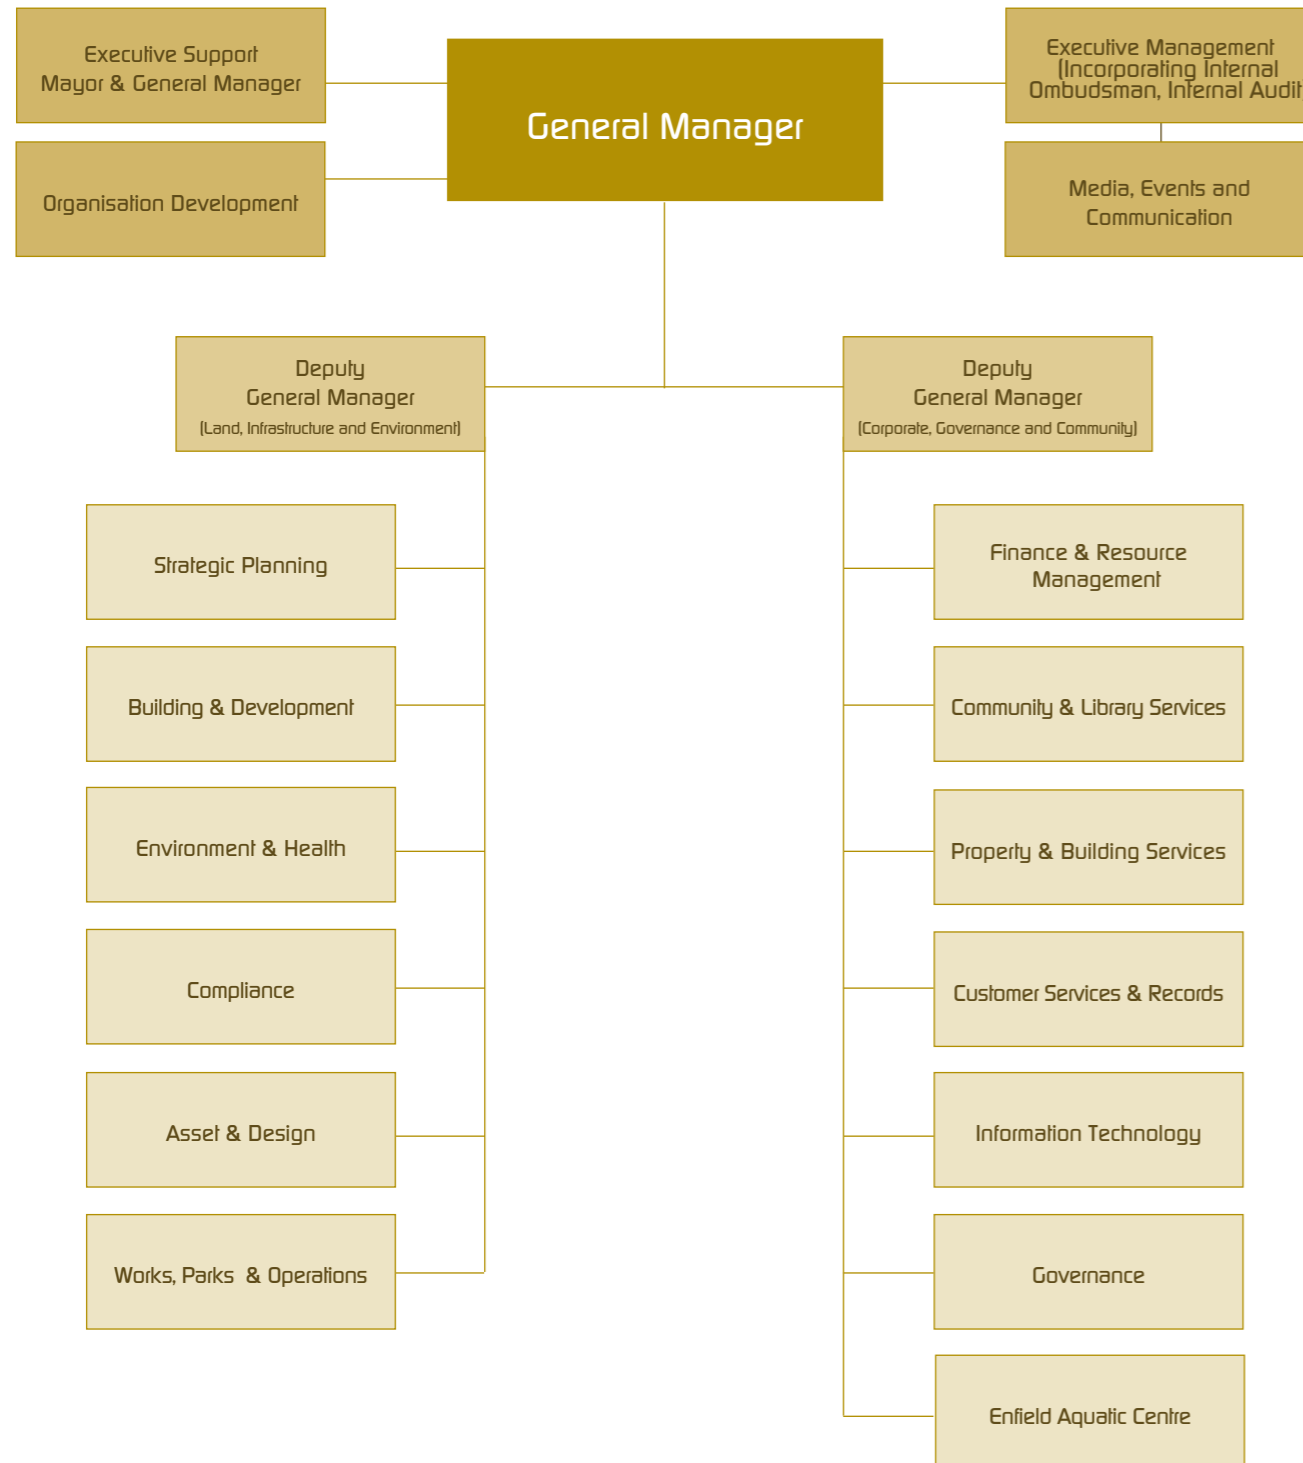 Executive Support
Mayor & General Manager
General Manager
Executive Management
(Incorporating Internal
Ombudsman, Internal Audit
Organisation Development
Media, Events and
Communication
Deputy
General Manager
(Land, Infrastructure and Environment)
Deputy
General Manager
(Corporate, Governance and Community)
Strategic Planning
Building & Development
Environment & Health
Compliance
Asset & Design
Works, Parks & Operations
Finance & Resource
Management
Community & Library Services
Property & Building Services
Customer Services & Records
Information Technology
Governance
Enfield Aquatic Centre